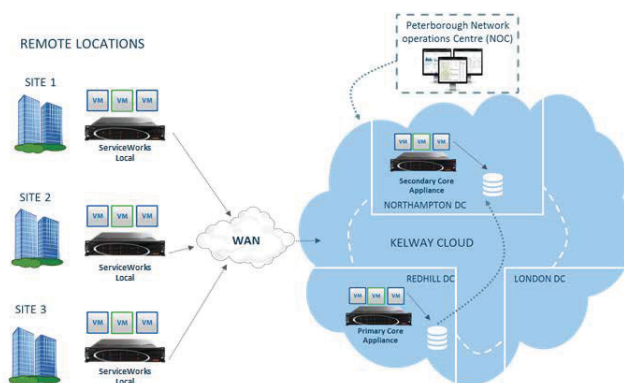 REMOTE LOCATIONS
SITE 1
VM VM VM
ServiceWorks
Local
SITE 2
VM VM VM
ServiceWorks
Local
SITE 3
VM VM VM
ServiceWorks
Local
WAN
Peterborough Network
operations Centre (NOC)
VM VM VM
Secondary Core
Appliance
NORTHAMPTON DC
KELWAY CLOUD
REDHILL DC
LONDON DC
VM VM VM
Primary Core
Appliance